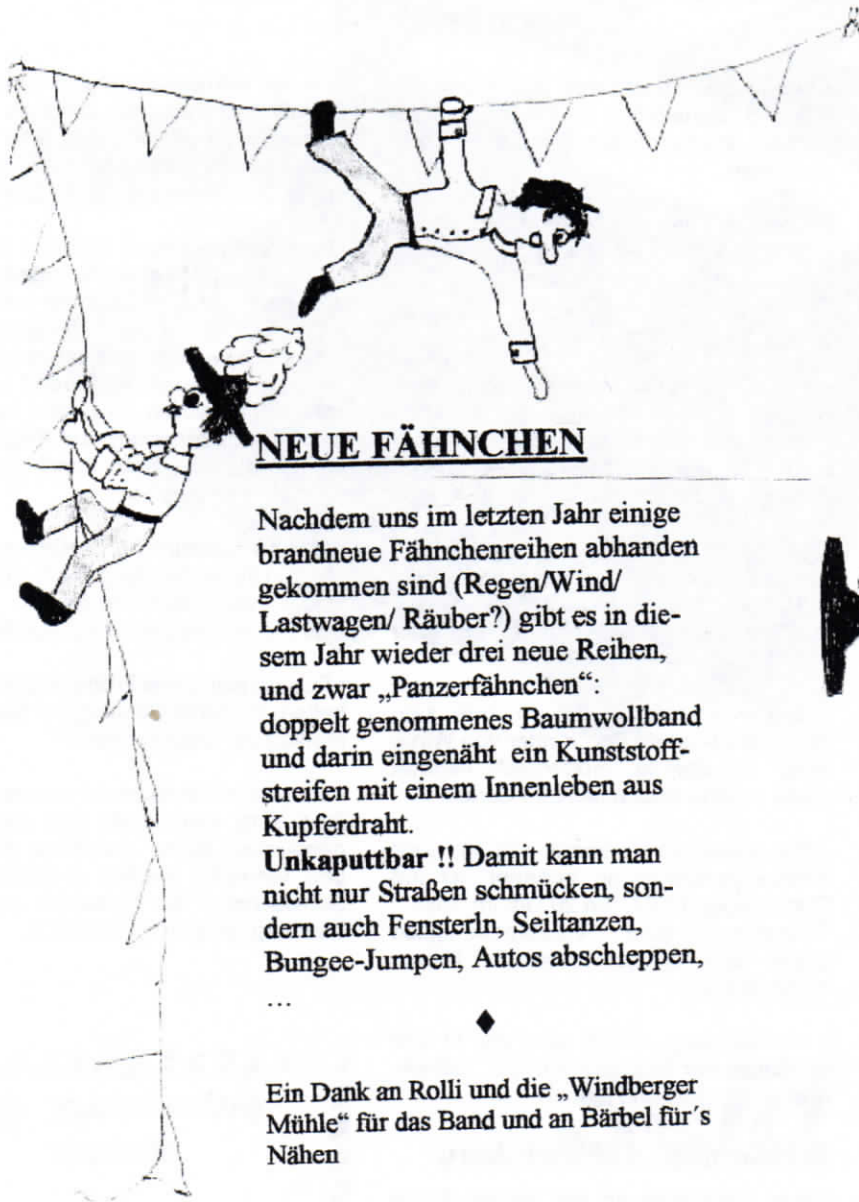 NEUE FÄHNCHEN
Nachdem uns im letzten Jahr einige
brandneue Fähnchenreihen abhanden
gekommen sind (Regen/Wind/
Lastwagen/ Räuber?) gibt es in die-
sem Jahr wieder drei neue Reihen,
und zwar „Panzerfähnchen“:
doppelt genommenes Baumwollband
und darin eingenäht ein Kunststoff-
streifen mit einem Innenleben aus
Kupferdraht.
Unkaputtbar !! Damit kann man
nicht nur Straßen schmücken, son-
dern auch Fensterln, Seiltanzen,
Bungee-Jumpen, Autos abschleppen,
...
Ein Dank an Rolli und die „Windberger
Mühle“ für das Band und an Bärbel für´s
Nähen